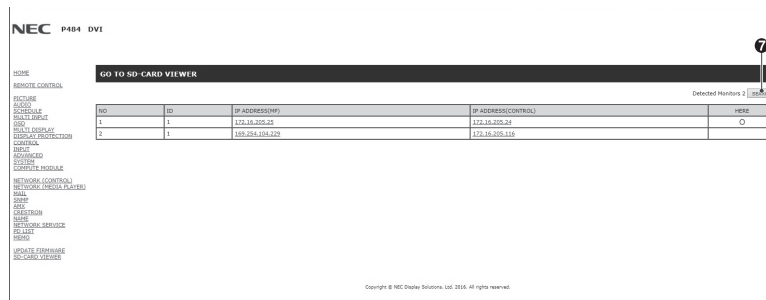 NEC P484 DVI
7
HOME
REMOTE CONTROL
PICTURE
AUDIO
SCHEDULE
MULTI INPUT
OSD
MULTI DISPLAY
DISPLAY PROTECTION
CONTROL
INPUT
ADVANCED
SYSTEM
COMPUTE MODULE
NETWORK (CONTROL)
NETWORK (MEDIA PLAYER)
MAIL
SNMP
AMX
CRESTRON
NAME
NETWORK SERVICE
PD LIST
MEMO
UPDATE FIRMWARE
SD-CARD VIEWER
GO TO SD-CARD VIEWER
Detected Monitors 2
NO ID IP ADDRESS(MP) IP ADDRESS(CONTROL) HERE
1 1 172.16.205.25 172.16.205.24 O
2 1 169.254.104.229 172.16.205.116
Copyright © NEC Display Solutions, Ltd. 2016. All rights reserved.